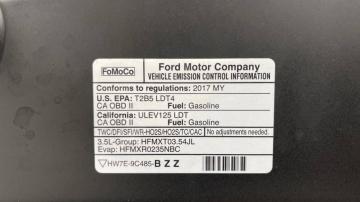 FoMoCo
Ford Motor Company
VEHICLE EMISSION CONTROL INFORMATION
Conforms to regulations: 2017 MY
U.S. EPA: T2B5 LDT4
CA OBD II Fuel: Gasoline
California: ULEV125 LDT
CA OBD II Fuel: Gasoline
TWC/DFI/SFI/WR-HO2S/HO2S/TC/CAC No adjustments needed.
3.5L-Group: HFMXT03.54JL
Evap: HFMXR0235NBC
HW7E-9C485-BZZ